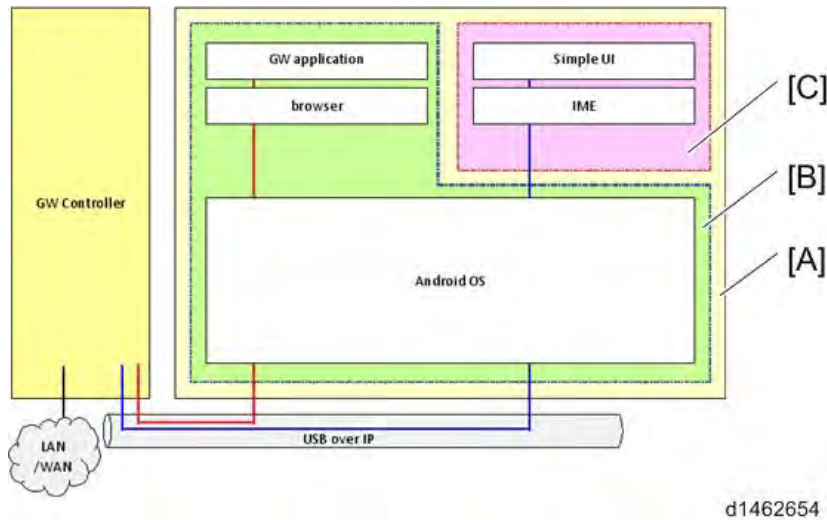 GW application
Simple UI
browser
IME
[C]
[B]
GW Controller
[A]
Android OS
USB over IP
LAN
/WAN
d1462654